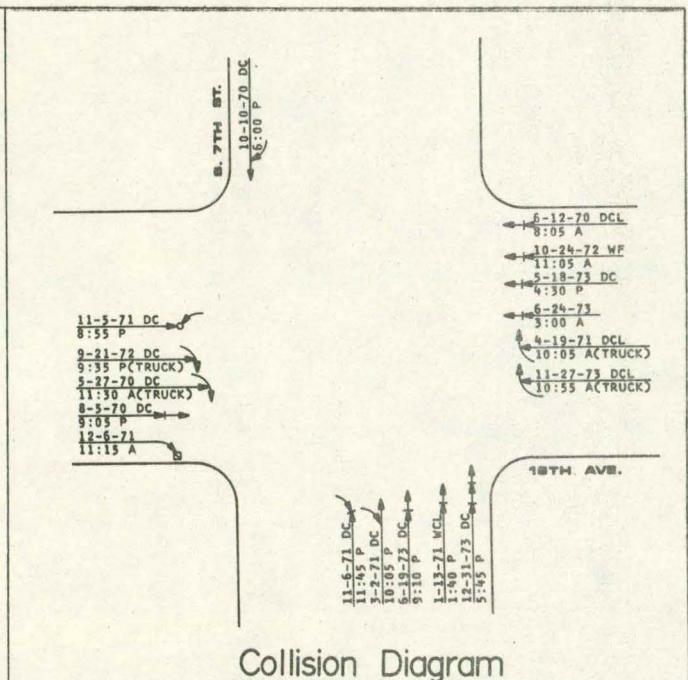 S. 7TH ST.
10-10-70 DC
6:00 P
6-12-70 DCL
8:05 A
10-24-72 WF
11:05 A
5-18-73 DC
4:30 P
6-24-73
3:00 A
4-19-71 DCL
10:05 A(TRUCK)
11-27-73 DCL
10:55 A(TRUCK)
11-5-71 DC
8:55 P
9-21-72 DC
9:35 P(TRUCK)
5-27-70 DC
11:30 A(TRUCK)
8-5-70 DC
9:05 P
12-6-71
11:15 A
18TH AVE.
11-6-71 DC
11:45 P
3-2-71 DC
10:05 P
6-19-73 DC
9:10 P
1-13-71 WCL
1:40 P
12-31-73 DC
5:45 P
Collision Diagram